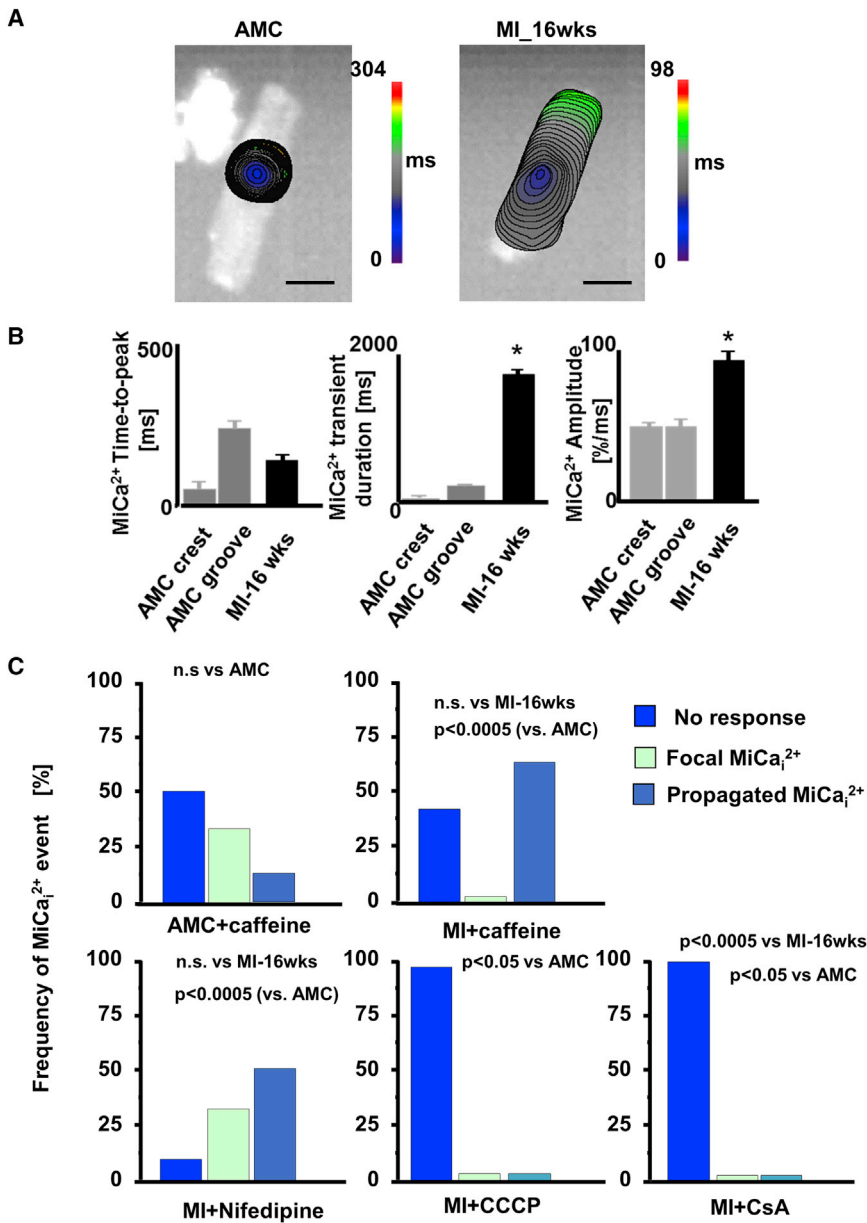 A
AMC
MI_16wks
304
ms
0
98
ms
0
B
MiCa²⁺ Time-to-peak
[ms]
500
0
AMC crest
AMC groove
MI-16 wks
MiCa²⁺ transient
duration [ms]
2000
0
*
AMC crest
AMC groove
MI-16 wks
MiCa²⁺ Amplitude
[%/ms]
100
0
*
AMC crest
AMC groove
MI-16 wks
C
Frequency of MiCaᵢ²⁺ event [%]
100
75
50
25
0
n.s vs AMC
AMC+caffeine
100
75
50
25
0
n.s. vs MI-16wks
p<0.0005 (vs. AMC)
MI+caffeine
No response
Focal MiCaᵢ²⁺
Propagated MiCaᵢ²⁺
100
75
50
25
0
n.s. vs MI-16wks
p<0.0005 (vs. AMC)
MI+Nifedipine
100
75
50
25
0
p<0.05 vs AMC
MI+CCCP
100
75
50
25
0
p<0.0005 vs MI-16wks
p<0.05 vs AMC
MI+CsA